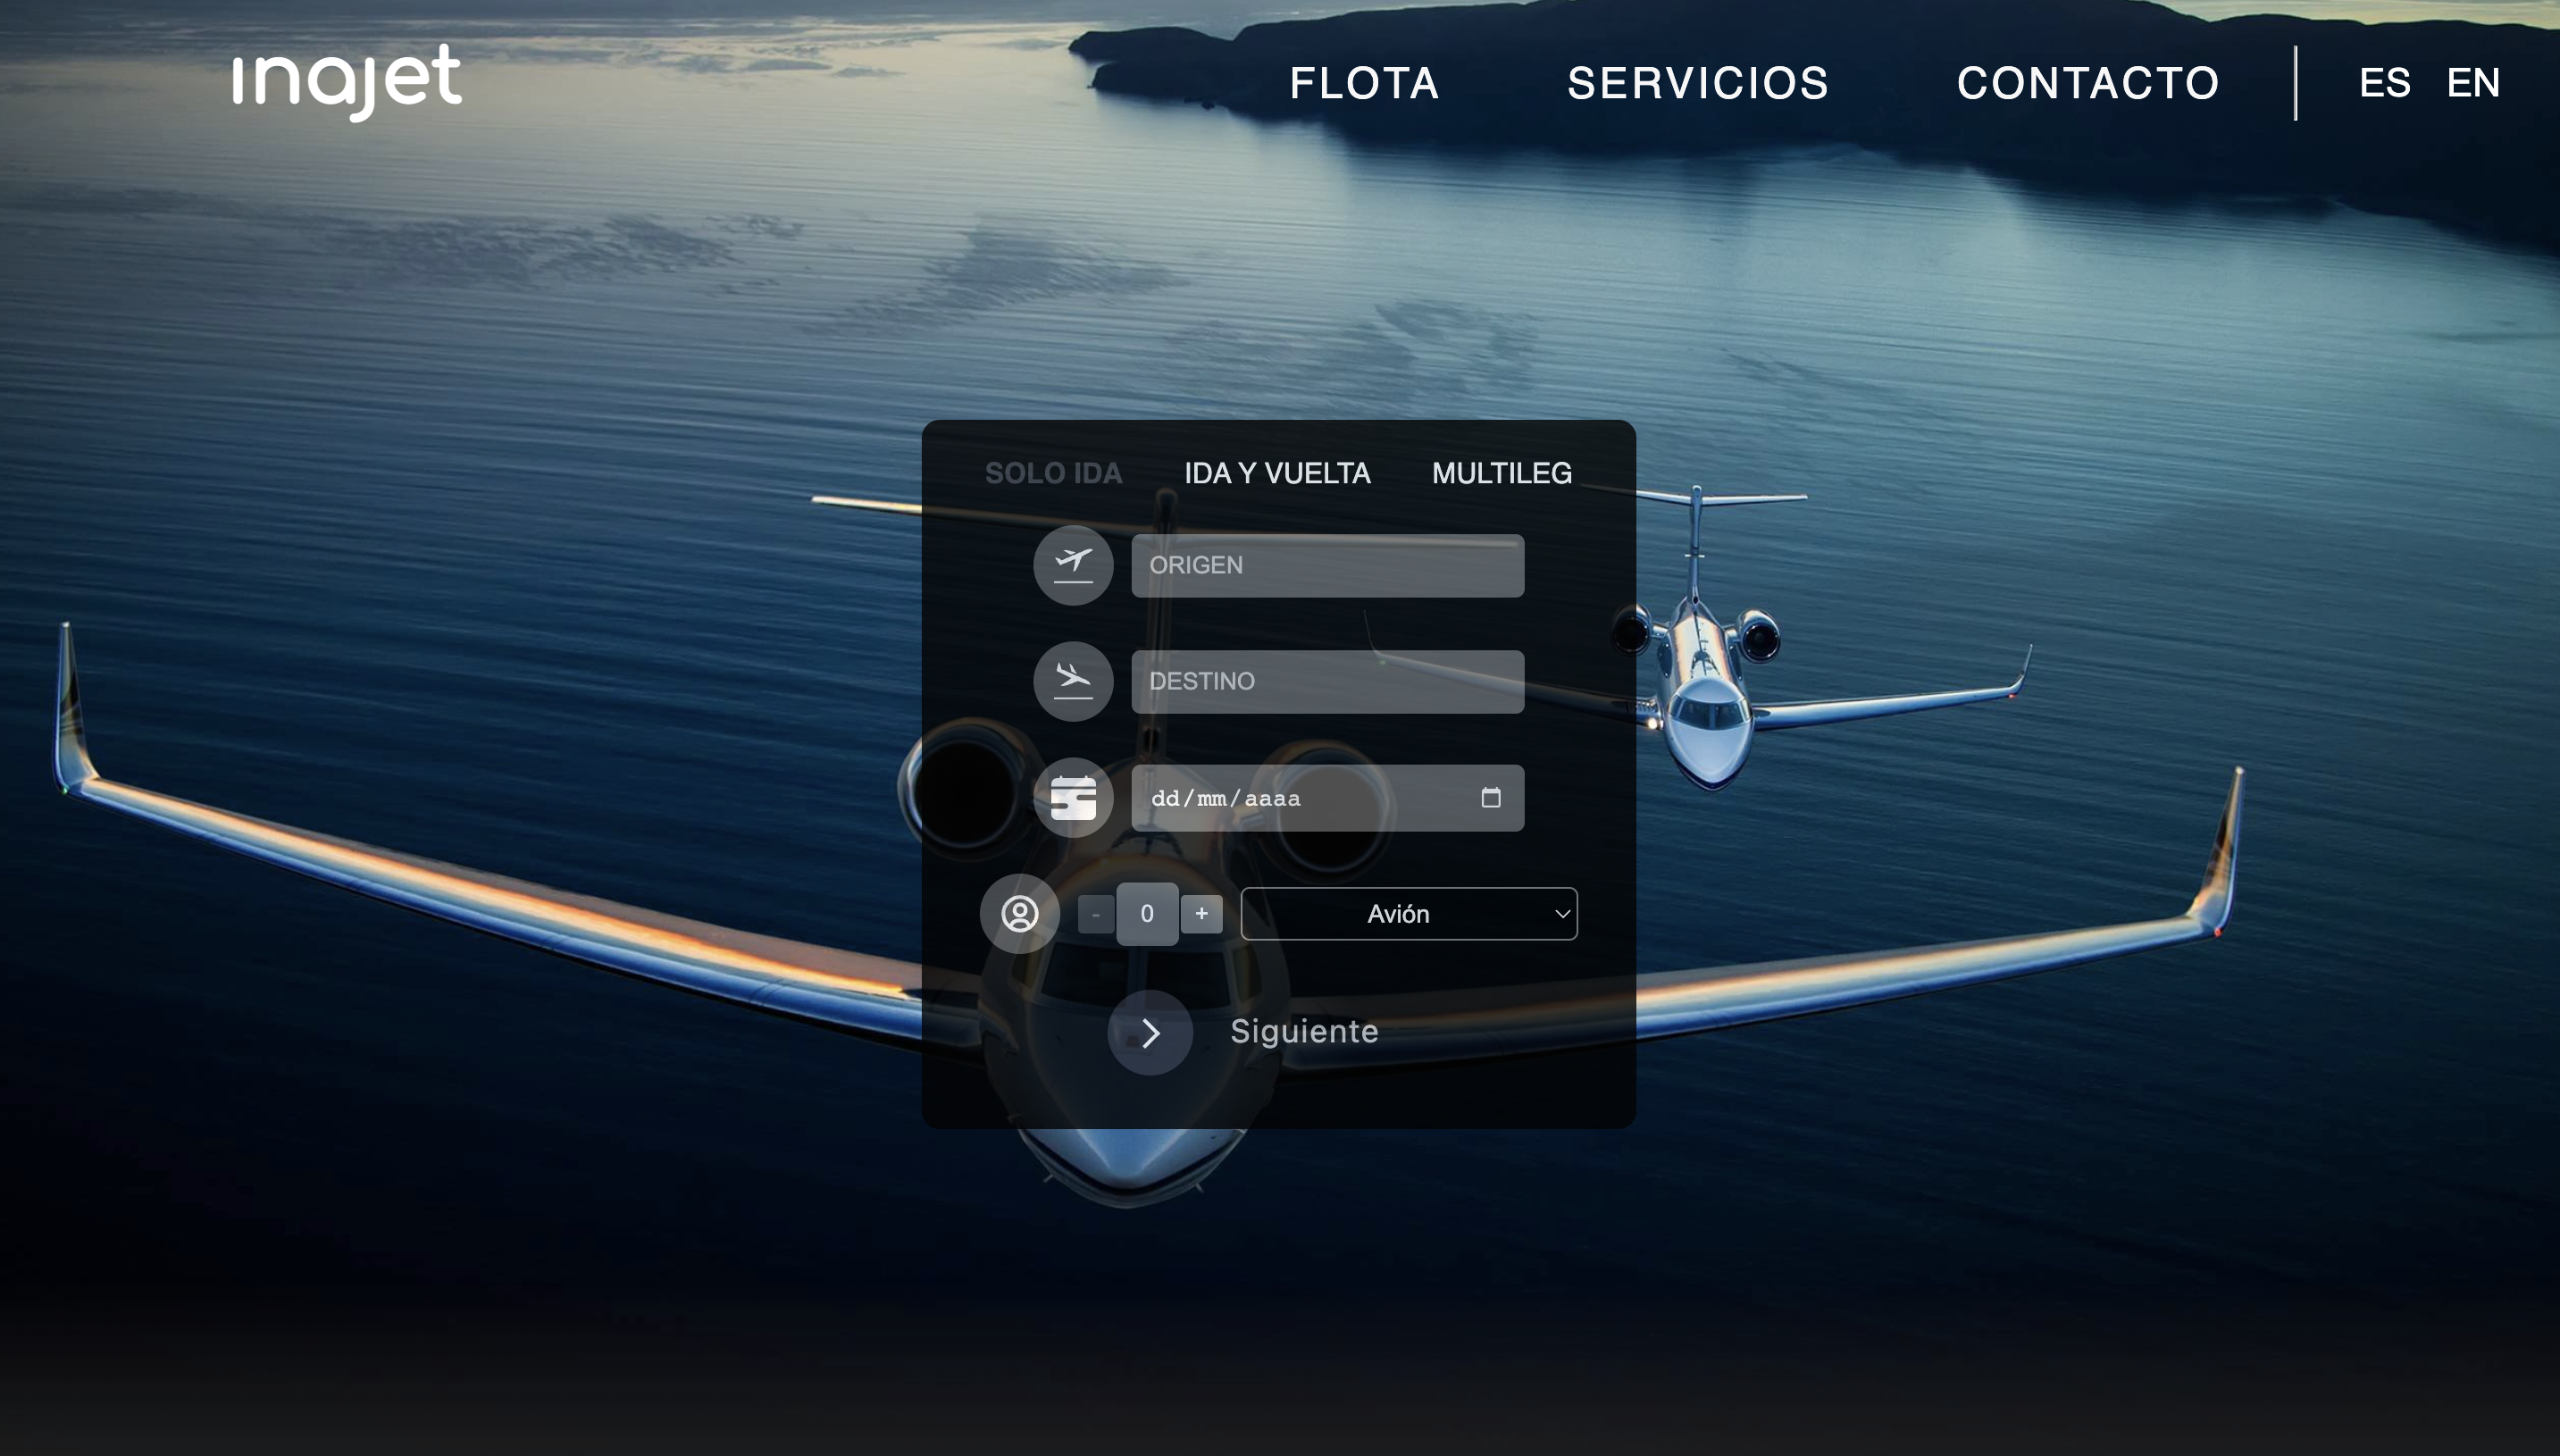 inajet
FLOTA SERVICIOS CONTACTO ES EN
SOLO IDA IDA Y VUELTA MULTILEG
ORIGEN
DESTINO
dd/mm/aaaa
- 0 + Avión
Siguiente